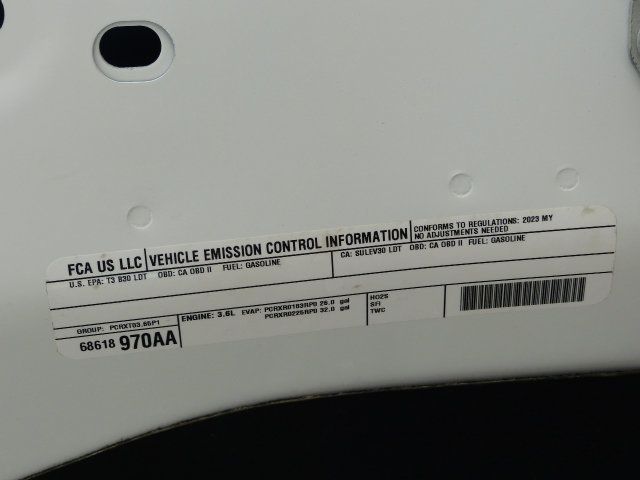 FCA US LLC
VEHICLE EMISSION CONTROL INFORMATION
CONFORMS TO REGULATIONS: 2023 MY
NO ADJUSTMENTS NEEDED
U.S. EPA: T3 B30 LDT OBD: CA OBD II FUEL: GASOLINE
CA: SULEV30 LDT OBD: CA OBD II FUEL: GASOLINE
GROUP: PCRXT03.65P1
68618 970AA
ENGINE: 3.6L EVAP: PCRXR0183RP0 26.0 gal
PCRXR0226RP0 32.0 gal
HO2S
SFI
TWC